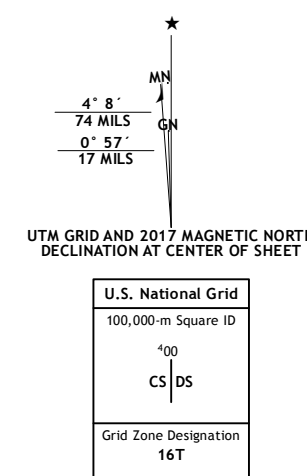 ★
MN
4° 8´
74 MILS
GN
0° 57´
17 MILS
UTM GRID AND 2017 MAGNETIC NORTH
DECLINATION AT CENTER OF SHEET
U.S. National Grid
100,000-m Square ID
⁴00
CS DS
Grid Zone Designation
16T